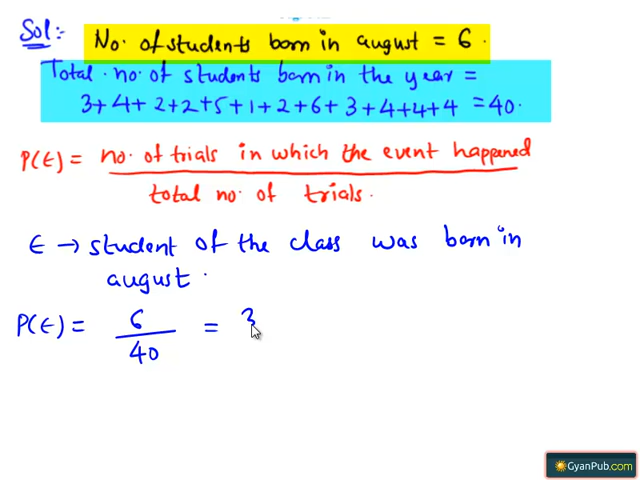 Sol :-
No. of students born in august = 6.
Total no. of students born in the year =
3+4+2+2+5+1+2+6+3+4+4+4 = 40.
P(E) = no. of trials in which the event happened
total no. of trials.
E → student of the class was born in
august.
P(E) = 6/40 = 3
GyanPub.com